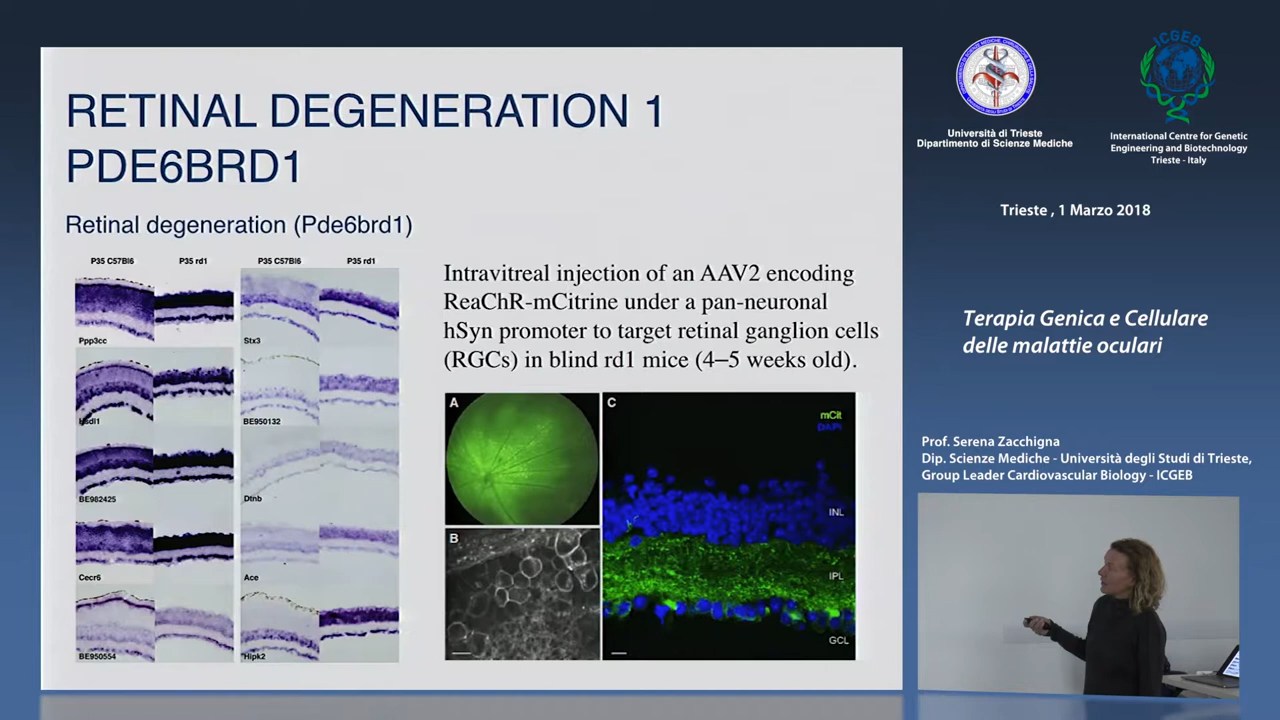 RETINAL DEGENERATION 1
PDE6BRD1
Retinal degeneration (Pde6brd1)
P35 C57Bl6
P35 rd1
P35 C57Bl6
P35 rd1
Ppp3cc
Stx3
Hsdl1
BE950132
BE982425
Dtnb
Cecr6
Ace
BE950554
Hipk2
Intravitreal injection of an AAV2 encoding
ReaChR-mCitrine under a pan-neuronal
hSyn promoter to target retinal ganglion cells
(RGCs) in blind rd1 mice (4–5 weeks old).
A
B
C
mCit
DAPI
INL
IPL
GCL
Università di Trieste
Dipartimento di Scienze Mediche
ICGEB
International Centre for Genetic
Engineering and Biotechnology
Trieste - Italy
Trieste , 1 Marzo 2018
Terapia Genica e Cellulare
delle malattie oculari
Prof. Serena Zacchigna
Dip. Scienze Mediche - Università degli Studi di Trieste,
Group Leader Cardiovascular Biology - ICGEB